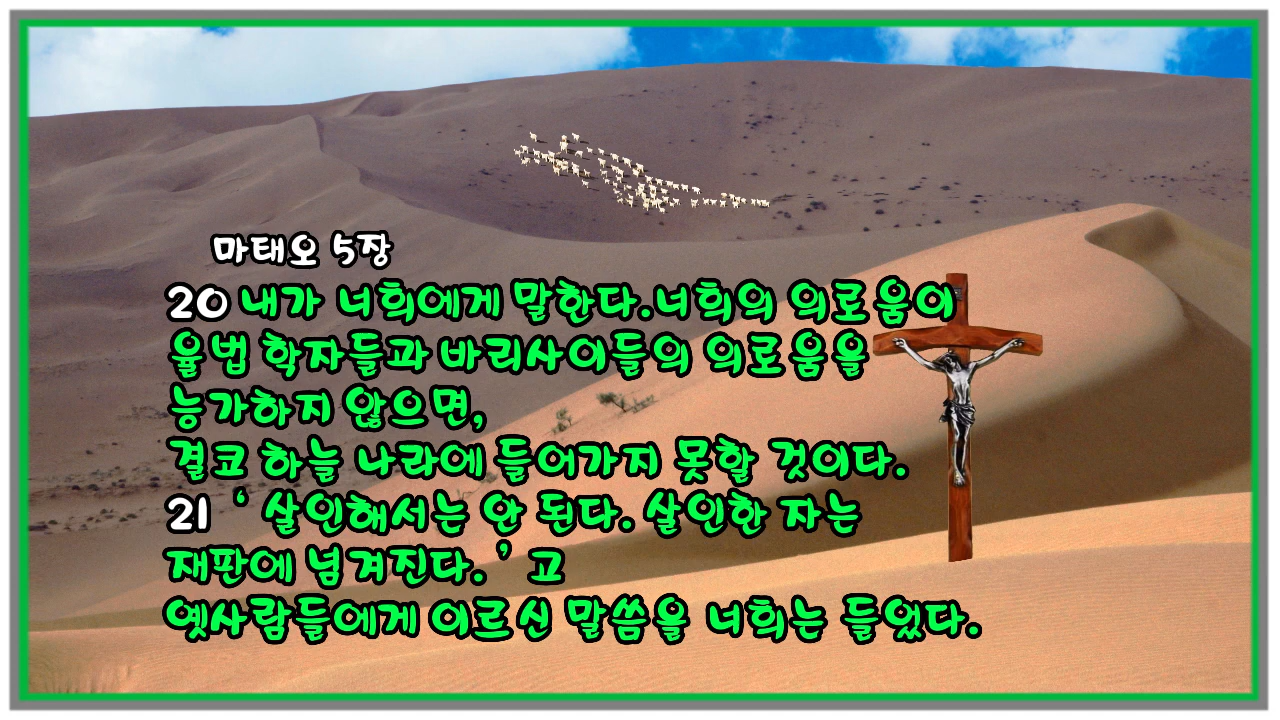 마태오 5장
20 내가 너희에게 말한다.너희의 의로움이
율법 학자들과 바리사이들의 의로움을
능가하지 않으면,
결코 하늘 나라에 들어가지 못할 것이다.
21 ‘ 살인해서는 안 된다. 살인한 자는
재판에 넘겨진다. ’ 고
옛사람들에게 이르신 말씀을 너희는 들었다.